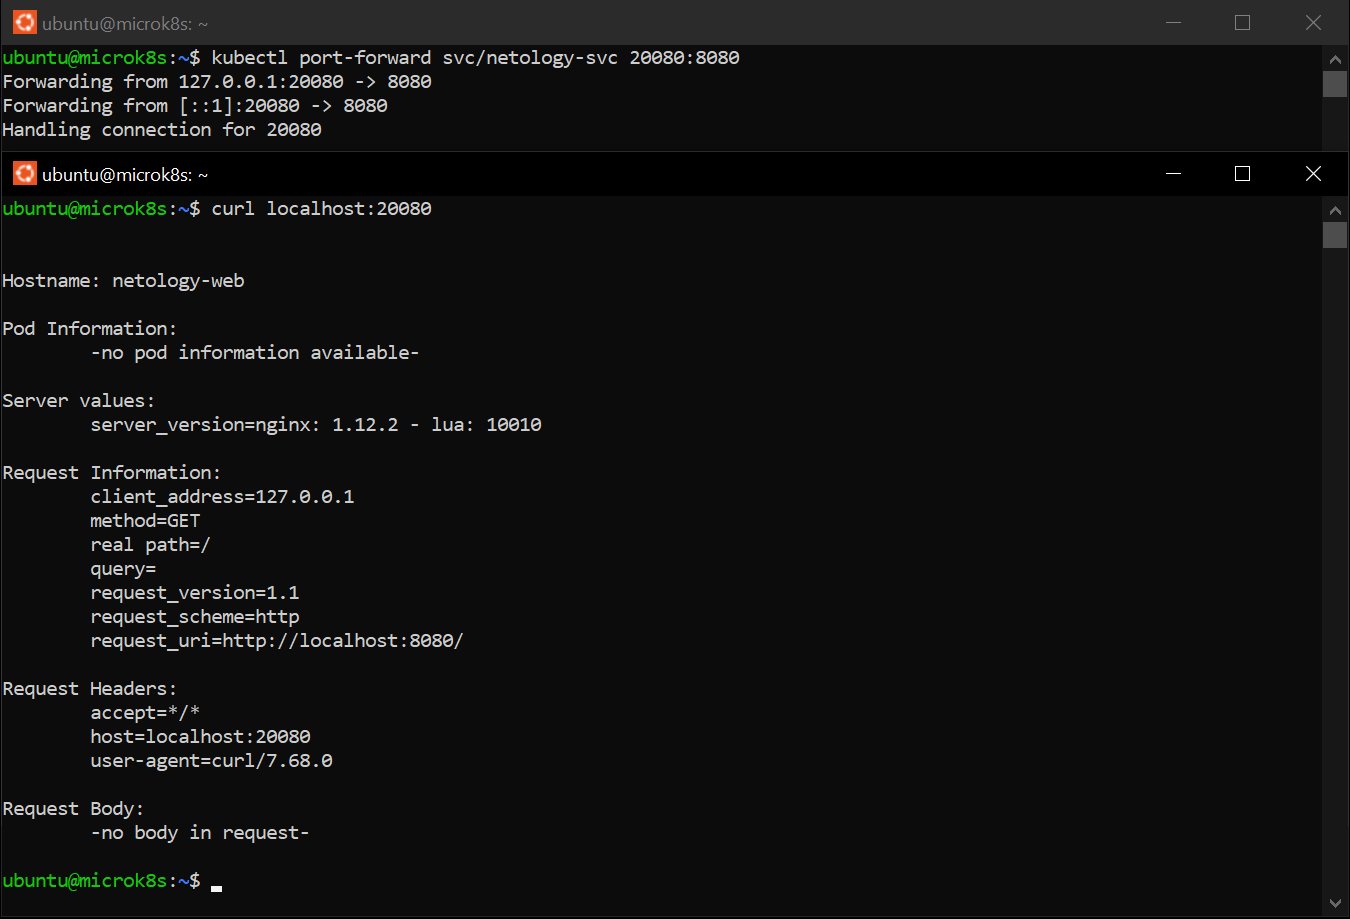 ubuntu@microk8s: ~
ubuntu@microk8s:~$ kubectl port-forward svc/netology-svc 20080:8080
Forwarding from 127.0.0.1:20080 -> 8080
Forwarding from [::1]:20080 -> 8080
Handling connection for 20080
ubuntu@microk8s: ~
ubuntu@microk8s:~$ curl localhost:20080
Hostname: netology-web
Pod Information:
-no pod information available-
Server values:
server_version=nginx: 1.12.2 - lua: 10010
Request Information:
client_address=127.0.0.1
method=GET
real path=/
query=
request_version=1.1
request_scheme=http
request_uri=http://localhost:8080/
Request Headers:
accept=*/*
host=localhost:20080
user-agent=curl/7.68.0
Request Body:
-no body in request-
ubuntu@microk8s:~$